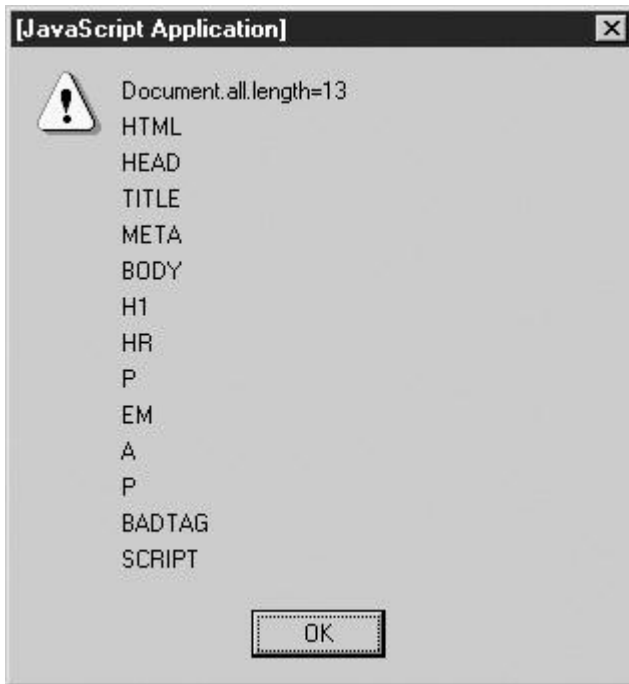 [JavaScript Application]
Document.all.length=13
HTML
HEAD
TITLE
META
BODY
H1
HR
P
EM
A
P
BADTAG
SCRIPT
OK